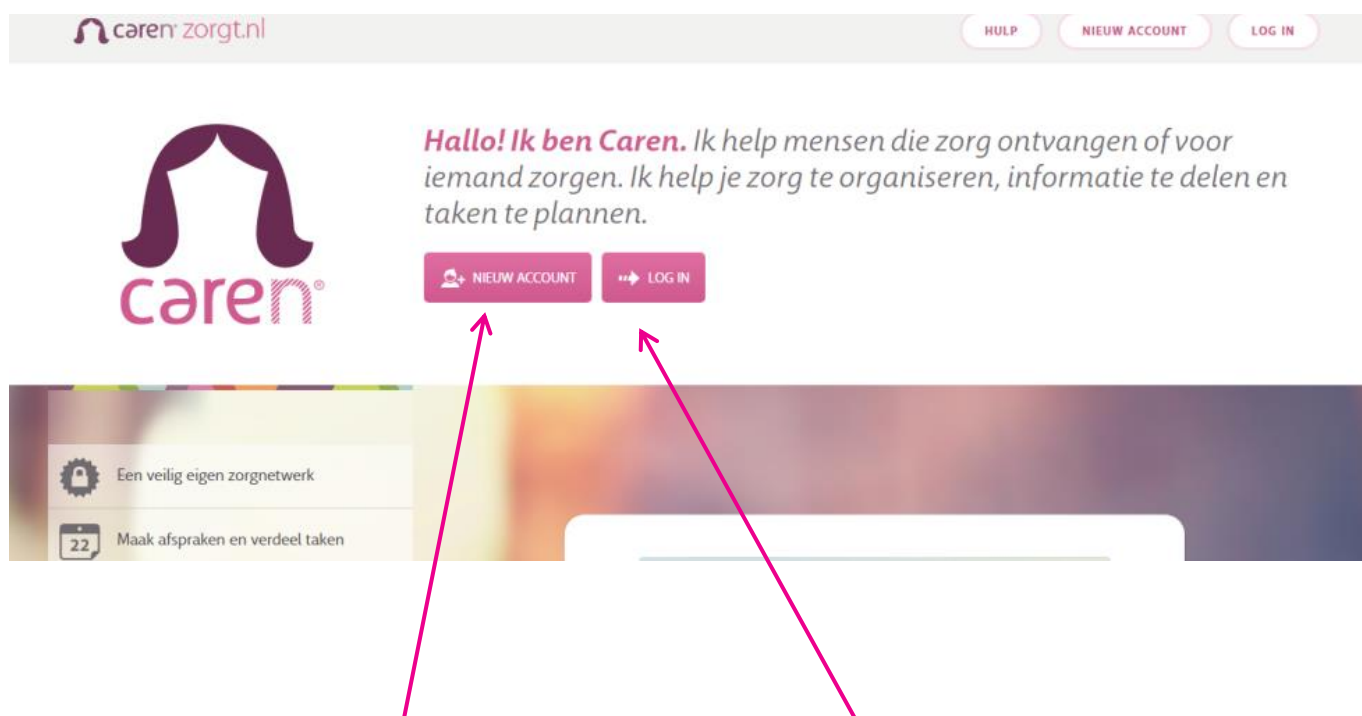 caren zorgt.nl
HULP
NIEUW ACCOUNT
LOG IN
Hallo! Ik ben Caren. Ik help mensen die zorg ontvangen of voor
iemand zorgen. Ik help je zorg te organiseren, informatie te delen en
taken te plannen.
NIEUW ACCOUNT
LOG IN
caren®
Een veilig eigen zorgnetwerk
22
Maak afspraken en verdeel taken